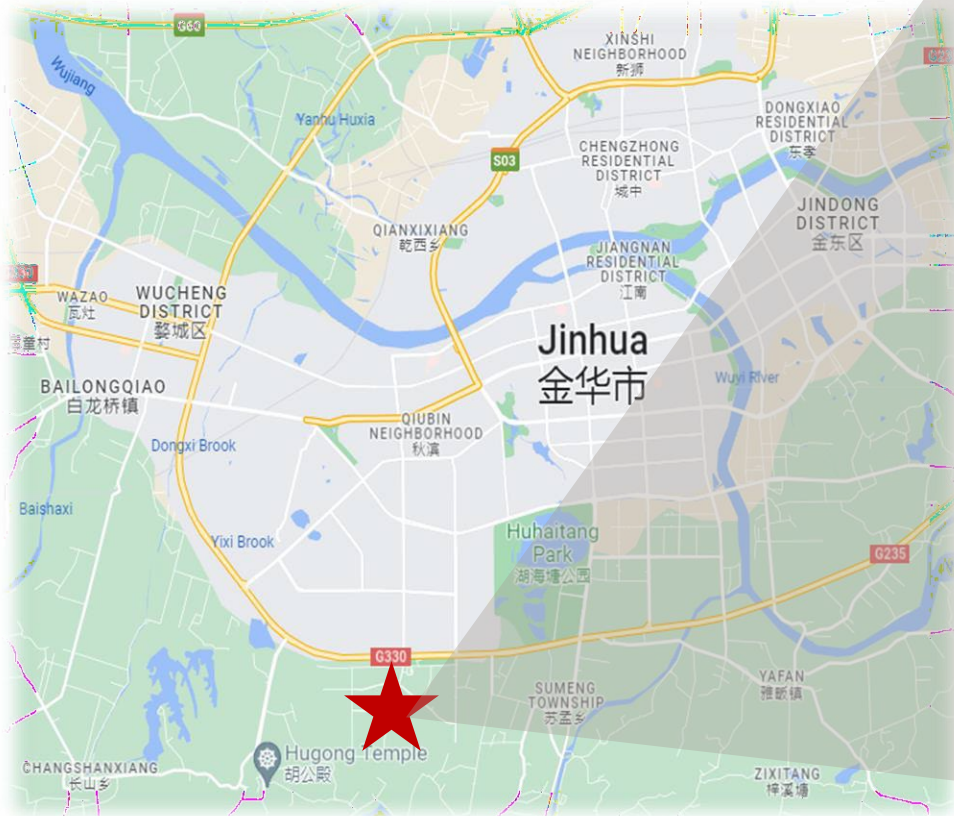 G60
XINSHI
NEIGHBORHOOD
新狮
Wujiang
Yanhu Huxia
DONGXIAO
RESIDENTIAL
DISTRICT
东孝
S03
CHENGZHONG
RESIDENTIAL
DISTRICT
城中
QIANXIXIANG
乾西乡
JINDONG
DISTRICT
金东区
JIANGNAN
RESIDENTIAL
DISTRICT
江南
WAZAO
瓦灶
WUCHENG
DISTRICT
婺城区
童村
Jinhua
金华市
BAILONGQIAO
白龙桥镇
Wuyi River
QIUBIN
NEIGHBORHOOD
秋滨
Dongxi Brook
Baishaxi
Yixi Brook
Huhaitang
Park
湖海塘公园
G235
G330
SUMENG
TOWNSHIP
苏孟乡
YAFAN
雅畈镇
Hugong Temple
胡公殿
CHANGSHANXIANG
长山乡
ZIXITANG
梓溪塘